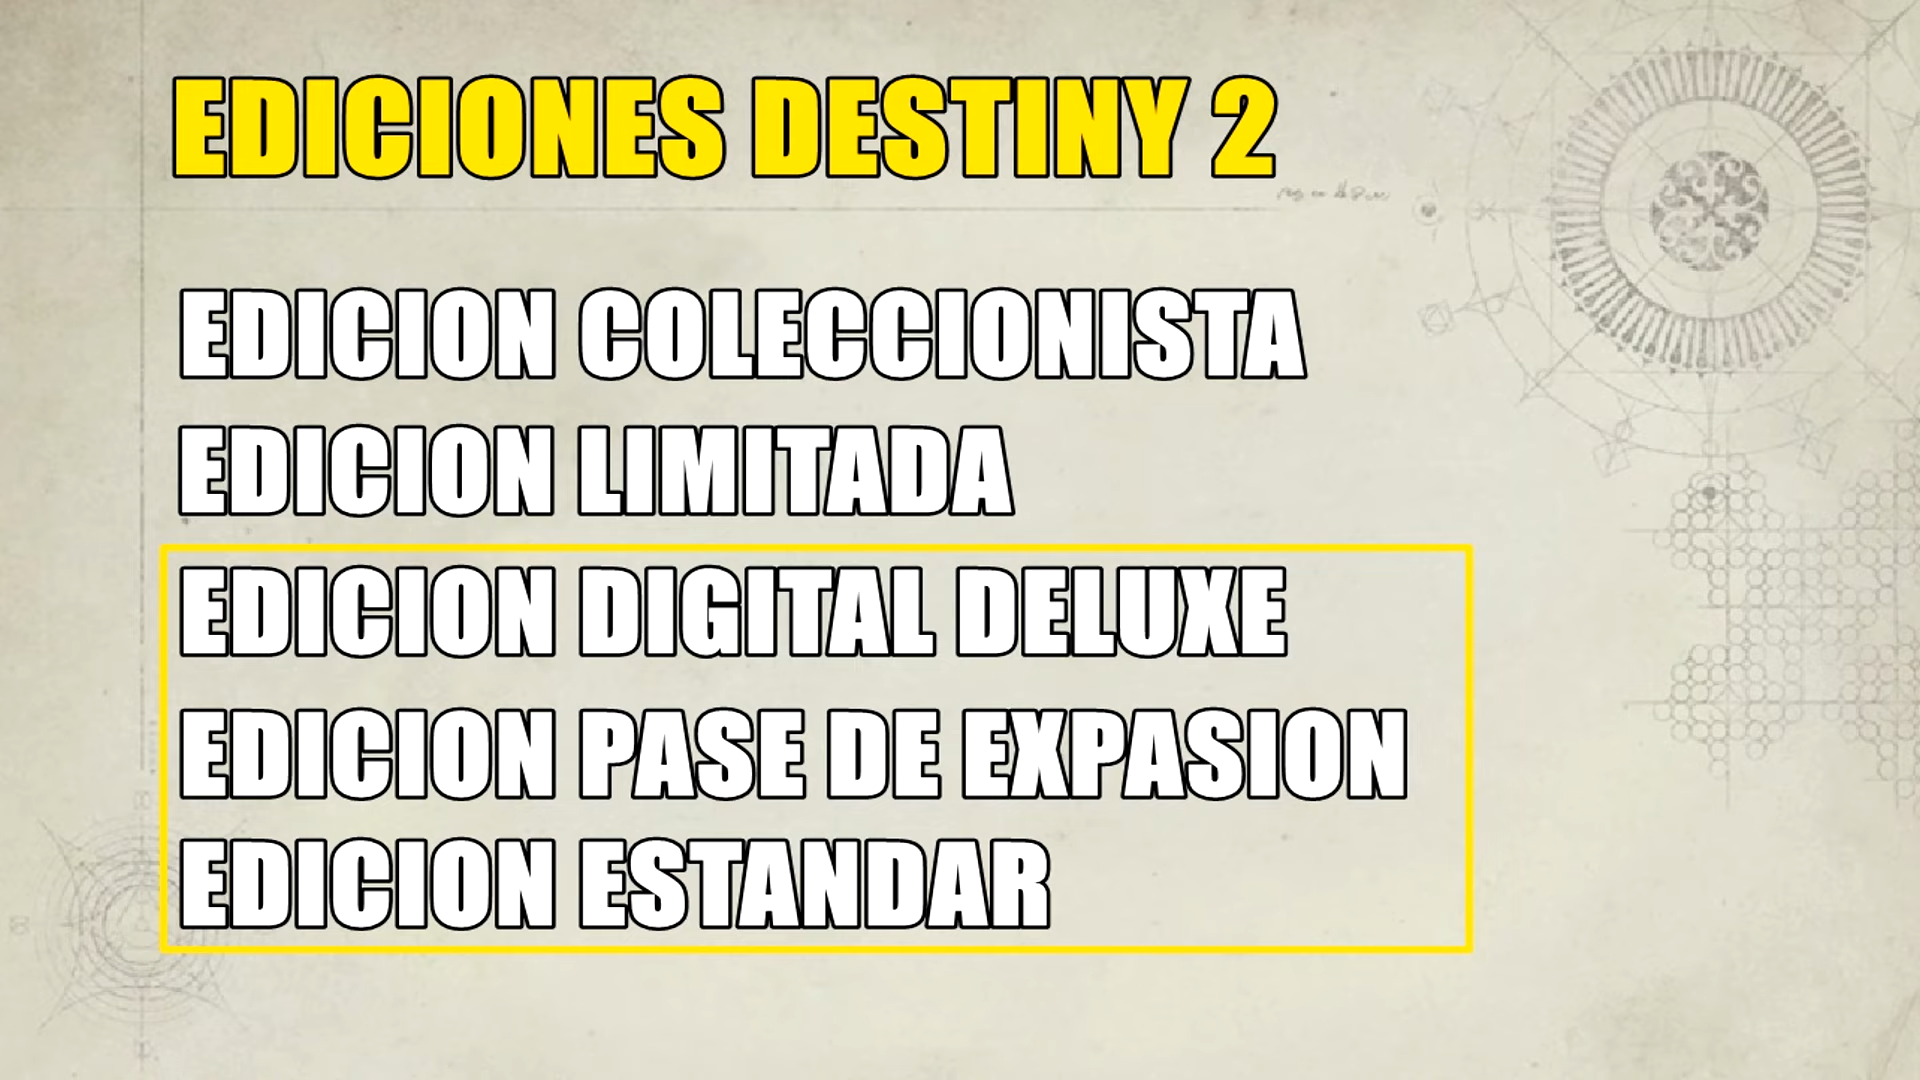 EDICIONES DESTINY 2
EDICION COLECCIONISTA
EDICION LIMITADA
EDICION DIGITAL DELUXE
EDICION PASE DE EXPASION
EDICION ESTANDAR